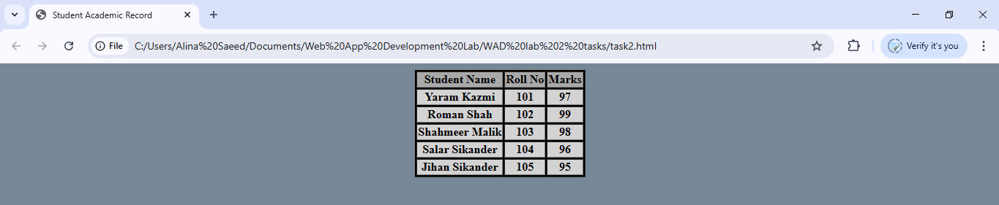 Student Academic Record
File C:/Users/Alina%20Saeed/Documents/Web%20App%20Development%20Lab/WAD%20lab%202%20tasks/task2.html Verify it's you
Student Name Roll No Marks
Yaram Kazmi 101 97
Roman Shah 102 99
Shahmeer Malik 103 98
Salar Sikander 104 96
Jihan Sikander 105 95